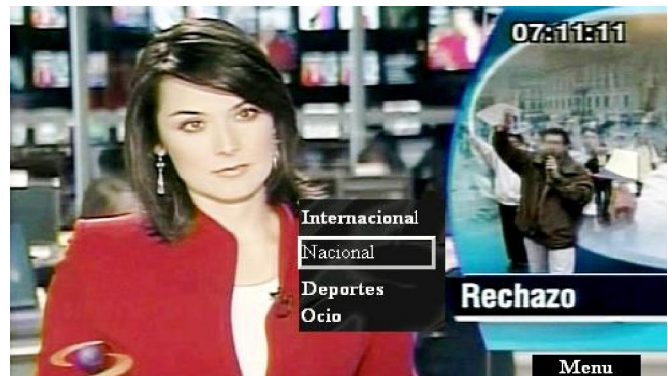 07:11:11
Internacional
Nacional
Deportes
Ocio
Rechazo
Menu